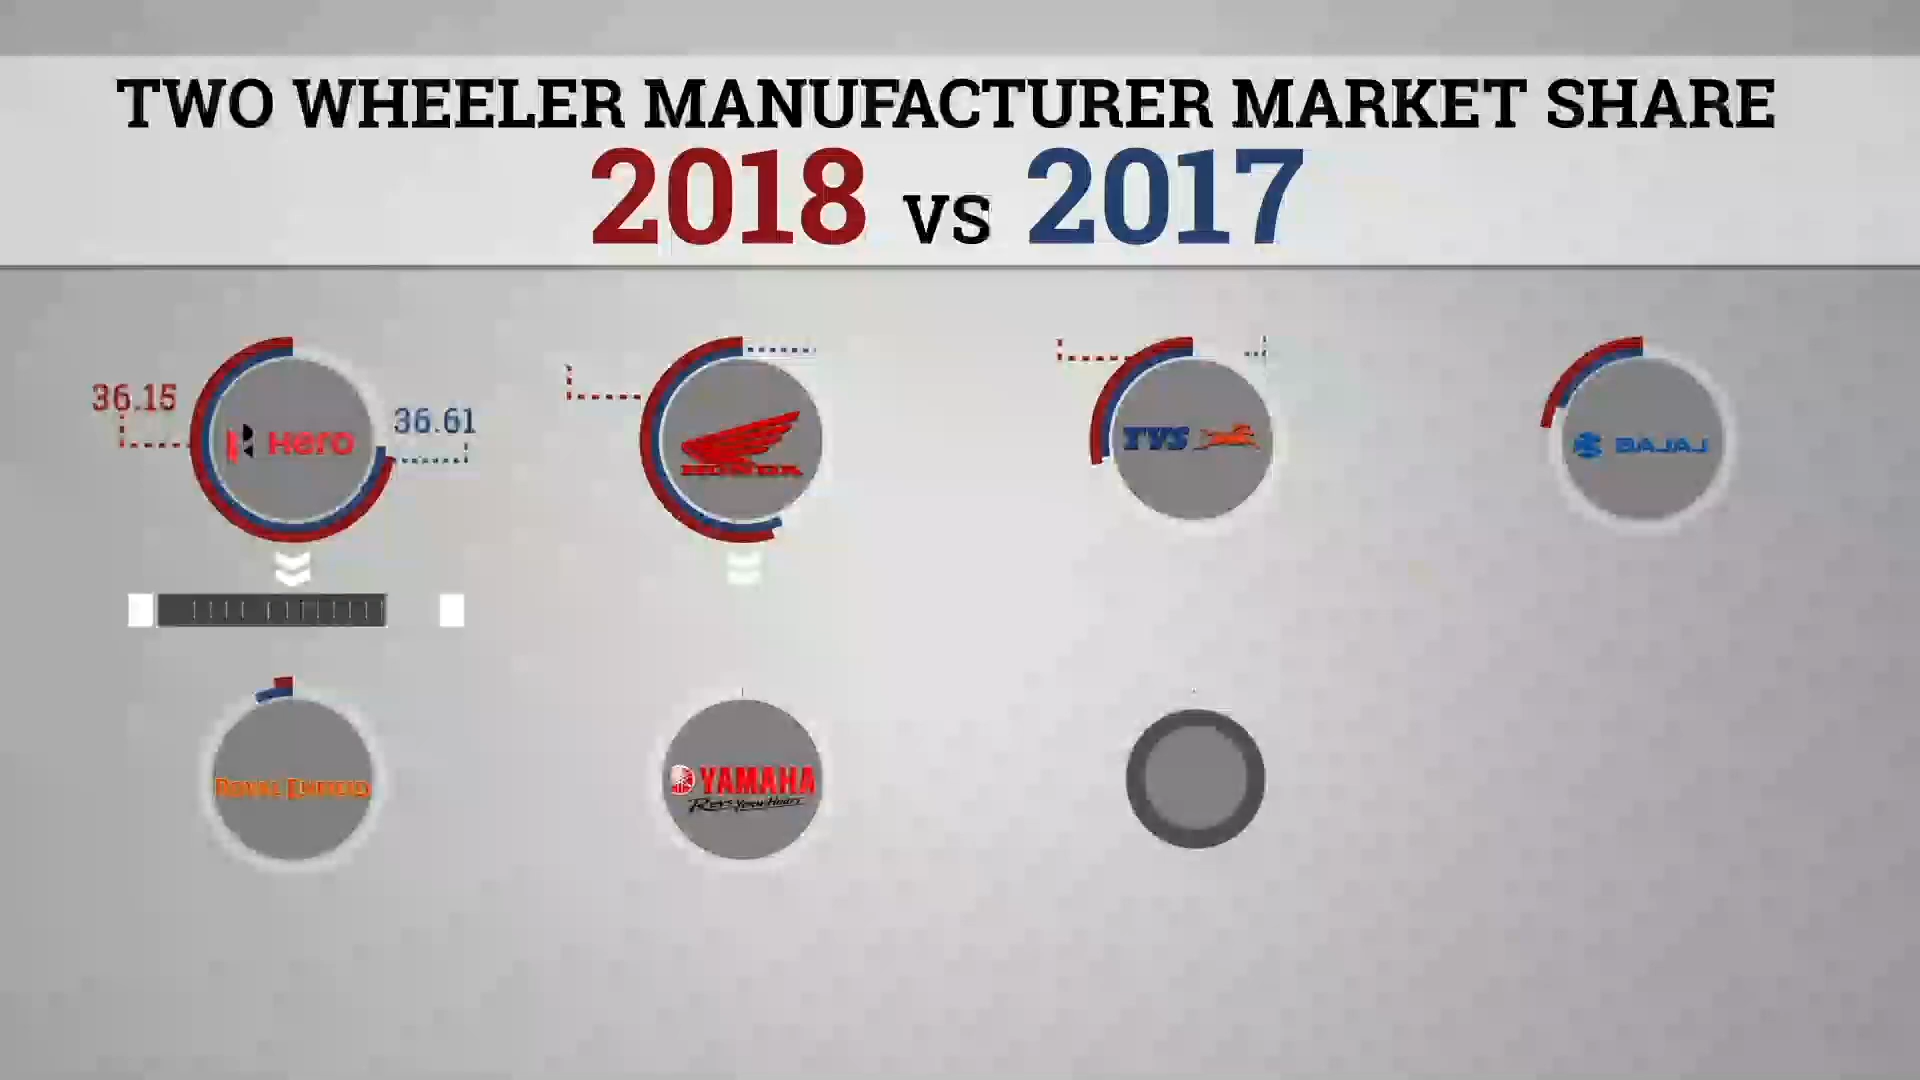 TWO WHEELER MANUFACTURER MARKET SHARE
2018 VS 2017
36.15
Hero
36.61
HONDA
TVS
BAJAJ
ROYAL ENFIELD
YAMAHA
Revs Your Heart